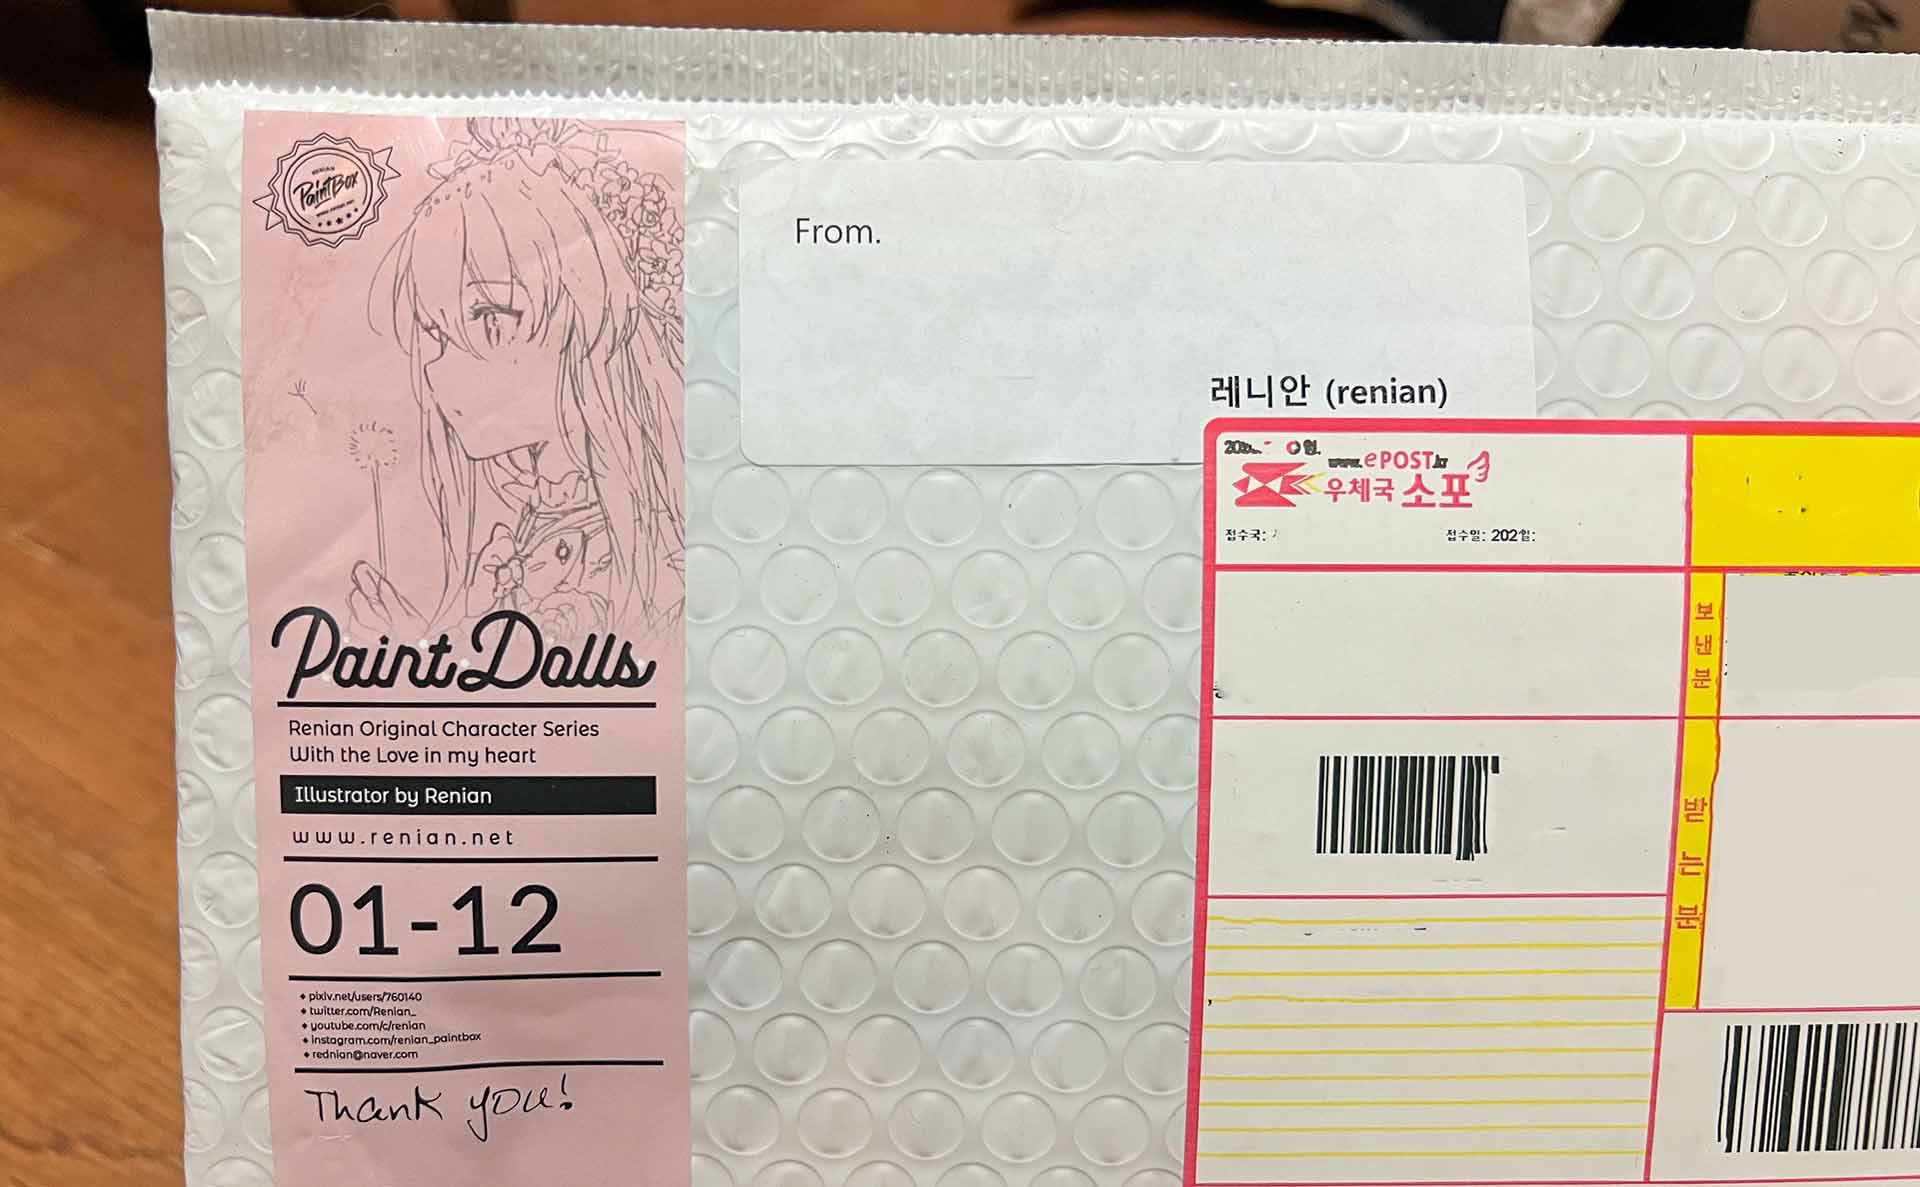 RENIAN
PaintBox
Paint Dolls
Renian Original Character Series
With the Love in my heart
Illustrator by Renian
www.renian.net
01-12
♦ pixiv.net/users/760140
♦ twitter.com/Renian_
♦ youtube.com/c/renian
♦ instagram.com/renian_paintbox
♦ rednian@naver.com
Thank you!
From.
레니안 (renian)
www.ePOST.kr
우체국 소포
접수국:
접수일: 202
보낸분
받는분